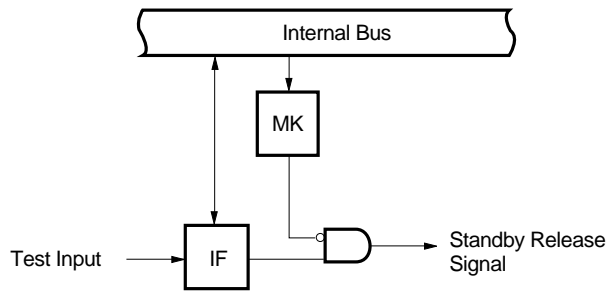 Internal Bus
MK
Test Input
IF
Standby Release
Signal